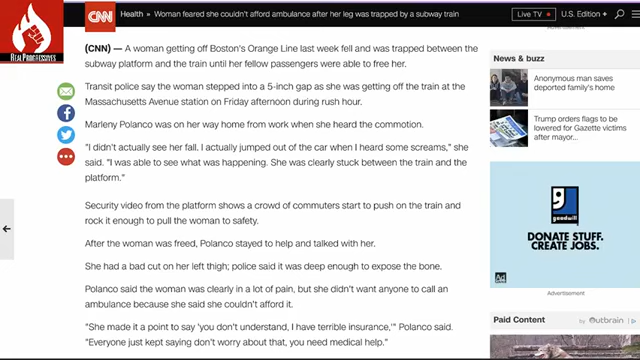 REALPROGRESSIVES
CNN
Health » Woman feared she couldn't afford ambulance after her leg was trapped by a subway train
Live TV
U.S. Edition +
(CNN) — A woman getting off Boston's Orange Line last week fell and was trapped between the
subway platform and the train until her fellow passengers were able to free her.
Transit police say the woman stepped into a 5-inch gap as she was getting off the train at the
Massachusetts Avenue station on Friday afternoon during rush hour.
Marleny Polanco was on her way home from work when she heard the commotion.
"I didn't actually see her fall. I actually jumped out of the car when I heard some screams," she
said. "I was able to see what was happening. She was clearly stuck between the train and the
platform."
Security video from the platform shows a crowd of commuters start to push on the train and
rock it enough to pull the woman to safety.
After the woman was freed, Polanco stayed to help and talked with her.
She had a bad cut on her left thigh; police said it was deep enough to expose the bone.
Polanco said the woman was clearly in a lot of pain, but she didn't want anyone to call an
ambulance because she said she couldn't afford it.
"She made it a point to say 'you don't understand, I have terrible insurance,'" Polanco said.
"Everyone just kept saying don't worry about that, you need medical help."
Advertisement
News & buzz
Anonymous man saves
deported family's home
Trump orders flags to be
lowered for Gazette victims
after mayor...
goodwill
DONATE STUFF.
CREATE JOBS.
Ad
Advertisement
Paid Content
by Outbrain